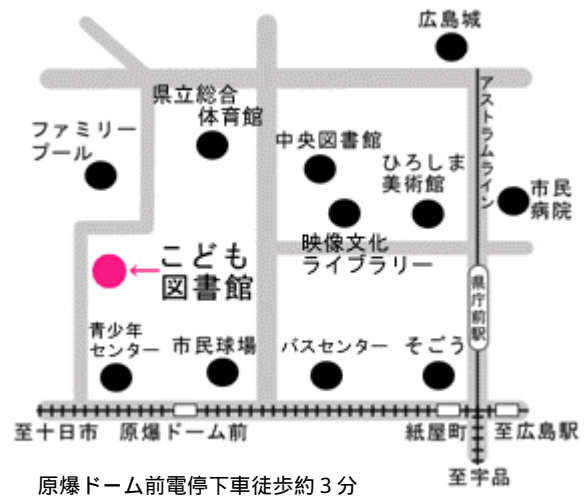 広島城
県立総合
体育館
アストラムライン
ファミリー
プール
中央図書館
ひろしま
美術館
市民
病院
映像文化
ライブラリー
こども
図書館
県庁前駅
青少年
センター
市民球場
バスセンター
そごう
至十日市
原爆ドーム前
紙屋町
至広島駅
至宇品
原爆ドーム前電停下車徒歩約3分